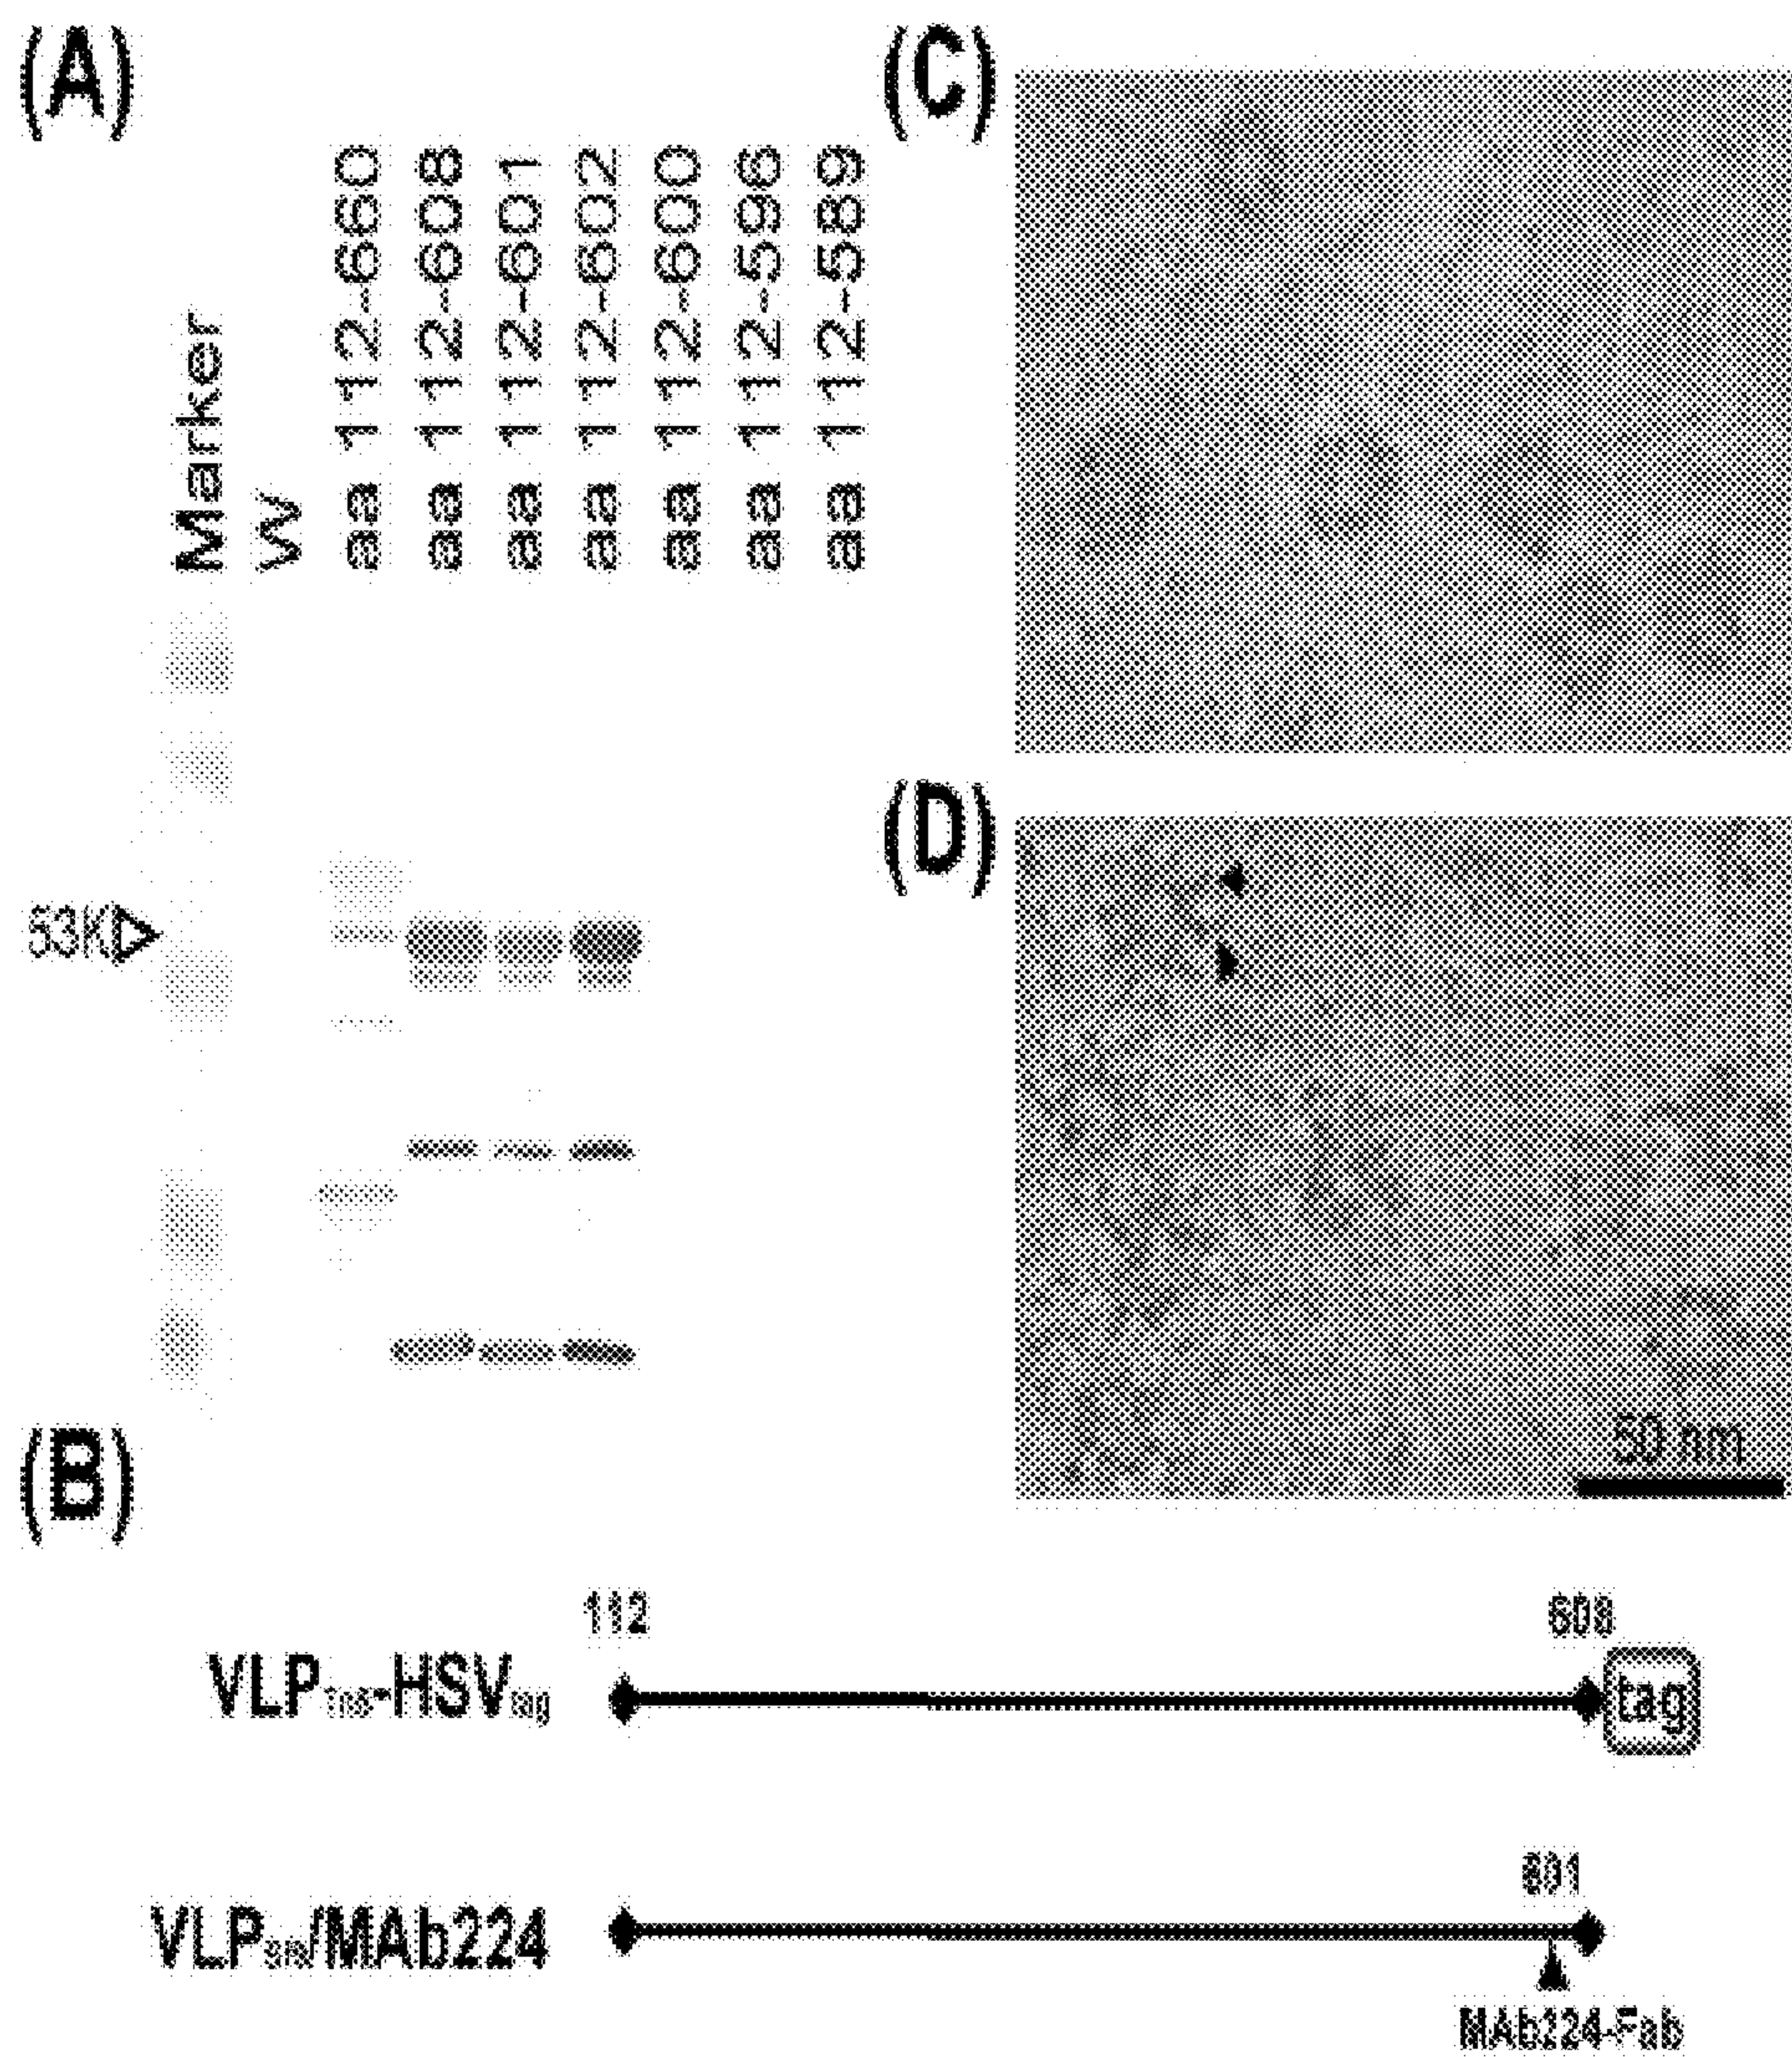 (A)
Marker
W
aa 112-660
aa 112-608
aa 112-601
aa 112-602
aa 112-600
aa 112-596
aa 112-589
53K
(B)
(C)
(D)
50 nm
112
608
-HSV
tag
tag
601
/MAb224
MAb224-Fab